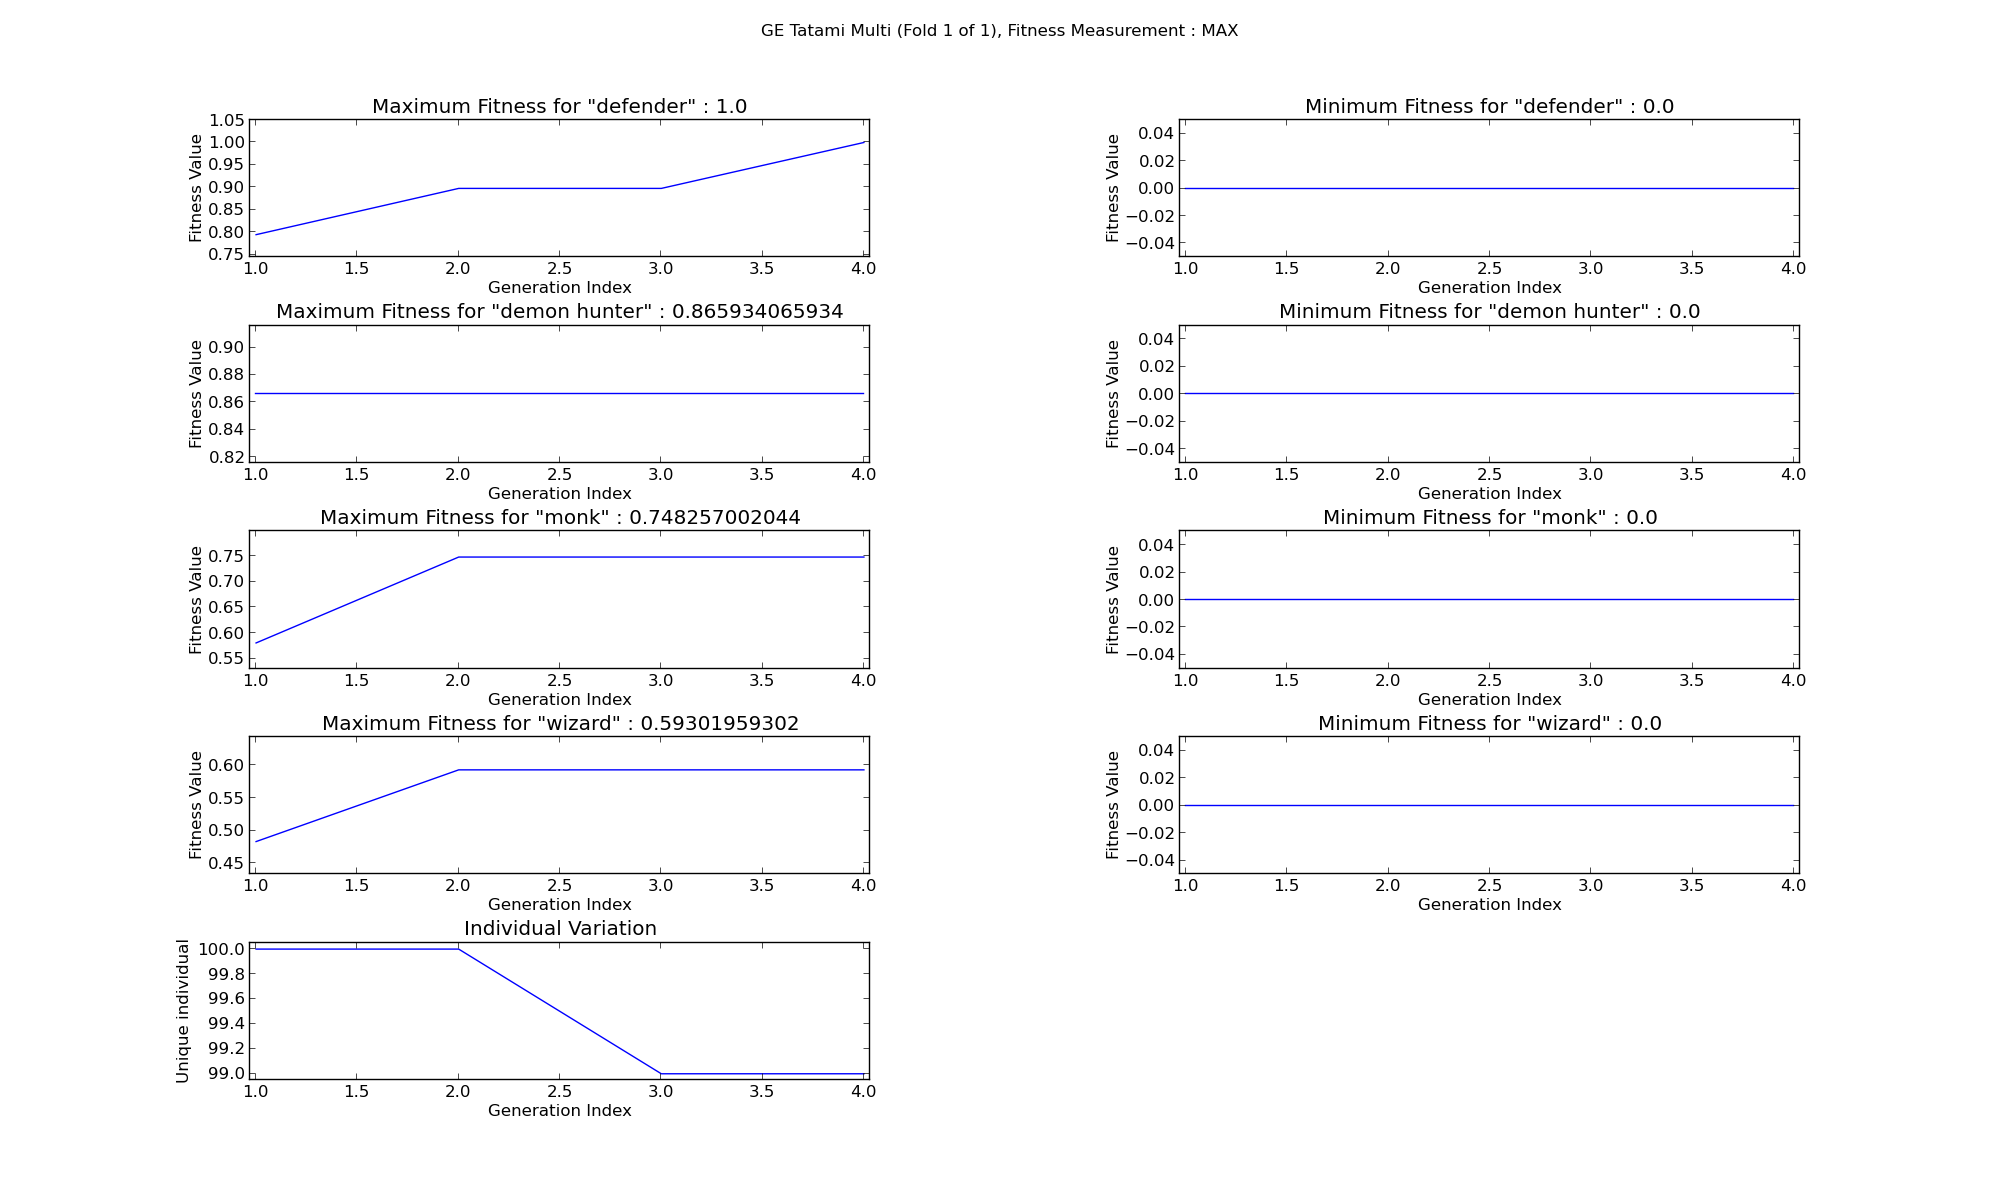 GE Tatami Multi (Fold 1 of 1), Fitness Measurement : MAX
Maximum Fitness for "defender" : 1.0
Fitness Value
1.05
1.00
0.95
0.90
0.85
0.80
0.75
1.0 1.5 2.0 2.5 3.0 3.5 4.0
Generation Index
Minimum Fitness for "defender" : 0.0
Fitness Value
0.04
0.02
0.00
−0.02
−0.04
1.0 1.5 2.0 2.5 3.0 3.5 4.0
Generation Index
Maximum Fitness for "demon hunter" : 0.865934065934
Fitness Value
0.90
0.88
0.86
0.84
0.82
1.0 1.5 2.0 2.5 3.0 3.5 4.0
Generation Index
Minimum Fitness for "demon hunter" : 0.0
Fitness Value
0.04
0.02
0.00
−0.02
−0.04
1.0 1.5 2.0 2.5 3.0 3.5 4.0
Generation Index
Maximum Fitness for "monk" : 0.748257002044
Fitness Value
0.75
0.70
0.65
0.60
0.55
1.0 1.5 2.0 2.5 3.0 3.5 4.0
Generation Index
Minimum Fitness for "monk" : 0.0
Fitness Value
0.04
0.02
0.00
−0.02
−0.04
1.0 1.5 2.0 2.5 3.0 3.5 4.0
Generation Index
Maximum Fitness for "wizard" : 0.59301959302
Fitness Value
0.60
0.55
0.50
0.45
1.0 1.5 2.0 2.5 3.0 3.5 4.0
Generation Index
Minimum Fitness for "wizard" : 0.0
Fitness Value
0.04
0.02
0.00
−0.02
−0.04
1.0 1.5 2.0 2.5 3.0 3.5 4.0
Generation Index
Individual Variation
Unique individual
100.0
99.8
99.6
99.4
99.2
99.0
1.0 1.5 2.0 2.5 3.0 3.5 4.0
Generation Index